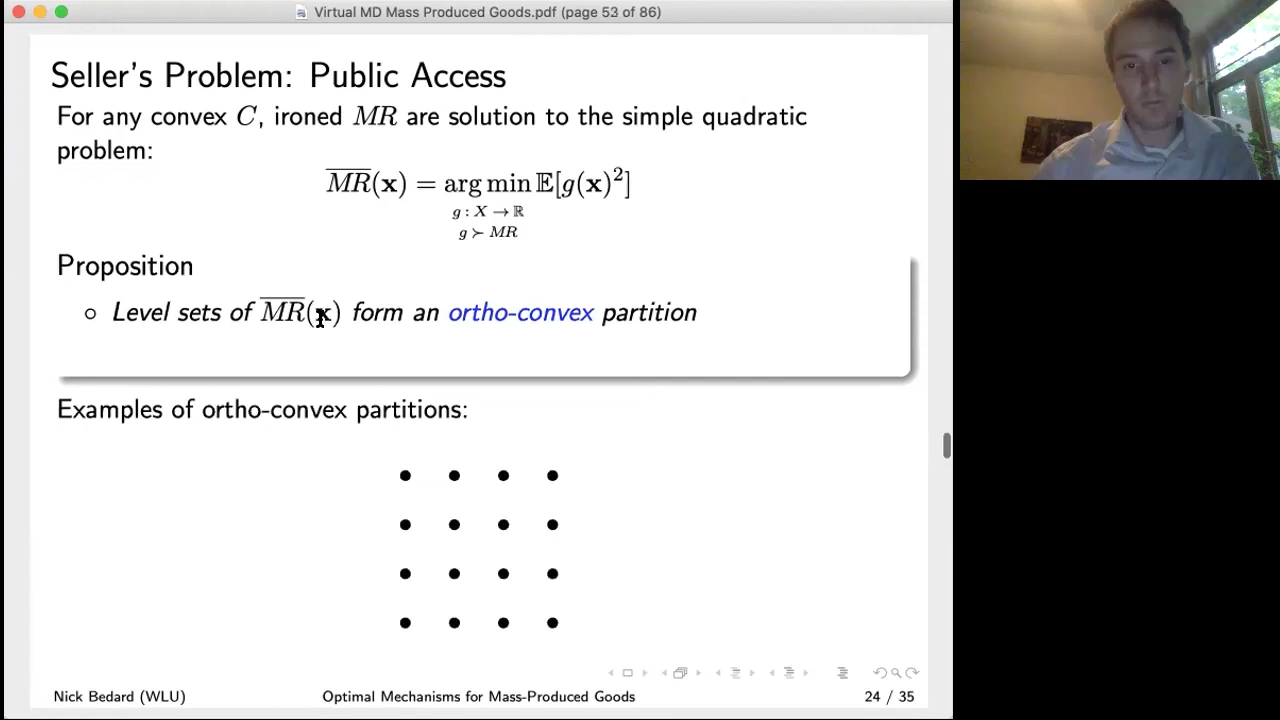 Virtual MD Mass Produced Goods.pdf (page 53 of 86)
Seller's Problem: Public Access
For any convex C, ironed MR are solution to the simple quadratic
problem:
M̅R̅(x) = arg min 𝔼[g(x)²]
g : X → ℝ
g ≻ MR
Proposition
Level sets of M̅R̅(x) form an ortho-convex partition
Examples of ortho-convex partitions:
Nick Bedard (WLU) Optimal Mechanisms for Mass-Produced Goods 24 / 35